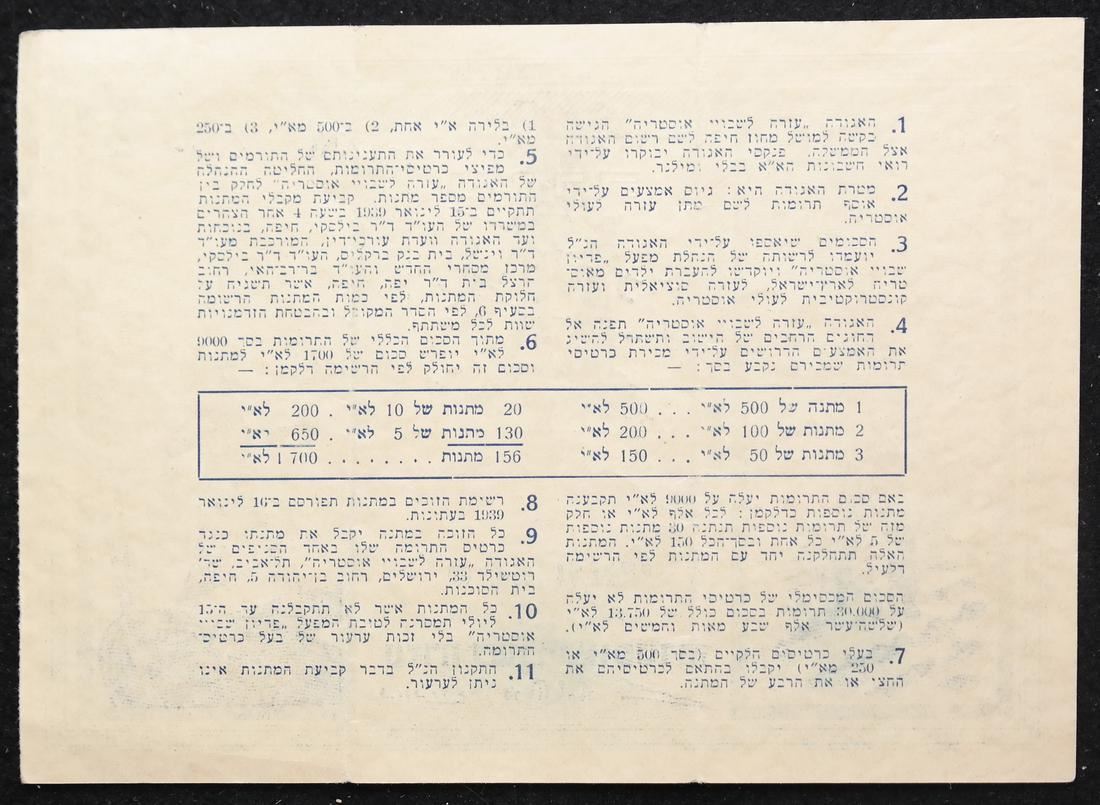 1. האגודה „עזרה לשבויי אוסטריה” הגישה
בקשה למושל מחוז חיפה לשם רשום האגודה
אצל הממשלה. פנקסי האגודה יבוקרו על־ידי
רואי חשבונות הא״א בבלי ומילנר.
2. מטרת האגודה היא: גיוס אמצעים על־ידי
אוסף תרומות לשם מתן עזרה לעולי
אוסטריה.
3. הסכומים שיאספו על־ידי האגודה הנ״ל
יועמדו לרשותה של הנהלת מפעל „פדיון
שבויי אוסטריה” ויוקדשו להעברת ילדים מאוס־
טריה לארץ־ישראל, לעזרה סוציאלית ועזרה
קונסטרוקטיבית לעולי אוסטריה.
4. האגודה „עזרה לשבויי אוסטריה” תפנה אל
החוגים הרחבים של הישוב ותשתדל להשיג
את האמצעים הדרושים על־ידי מכירת כרטיסי
תרומות שמכירם נקבע בסך: —
1) בלירה א״י אחת, 2) ב־500 מא״י, 3) ב־250
מא״י.
5. כדי לעורר את התענינותם של התורמים ושל
מפיצי כרטיסי־התרומות, החליטה ההנהלה
של האגודה „עזרה לשבויי אוסטריה” לחלק בין
התורמים מספר מתנות. קביעת מקבלי המתנות
תתקיים ב־15 לינואר 1939 בשעה 4 אחר הצהרים
במשרדו של העו״ד ד״ר בילסקי, חיפה, בנוכחות
ועד האגודה וועדת עורכי־דין, המורכבת מעו״ד
ד״ר וינשל, בית בנק ברקליס, העו״ד ד״ר בילסקי,
מרכז מסחרי החדש והעו״ד בר־רב־האי, רחוב
הרצל בית ד״ר יפה, חיפה, אשר תשגיח על
חלוקת המתנות, לפי כמות המתנות הרשומה
בסעיף 6, לפי הסדר המקובל ובהבטחת הזדמנויות
שוות לכל משתתף.
6. מתוך הסכום הכללי של התרומות בסך 9000
לא״י יופרש סכום של 1700 לא״י למתנות
וסכום זה יחולק לפי הרשימה דלקמן: —
1 מתנה של 500 לא״י . . . 500 לא״י
2 מתנות של 100 לא״י . . . 200 לא״י
3 מתנות של 50 לא״י . . . 150 לא״י
20 מתנות של 10 לא״י . 200 לא״י
130 מתנות של 5 לא״י . 650 לא״י
156 מתנות . . . . . . . . 1700 לא״י
באם סכום התרומות יעלה על 9000 לא״י תקבענה
מתנות נוספות כדלקמן: לכל אלף לא״י או חלק
מזה של תרומות נוספות תנתנה 30 מתנות נוספות
של 5 לא״י כל אחת ובסך־הכל 150 לא״י. המתנות
האלה תתחלקנה יחד עם המתנות לפי הרשימה
דלעיל.
הסכום המכסימלי של כרטיסי התרומות לא יעלה
על 30.000 תרומות בסכום כולל של 13.750 לא״י
(שלשה־עשר אלף שבע מאות וחמשים לא״י).
7. בעלי כרטיסים חלקיים (בסך 500 מא״י או
250 מא״י) יקבלו בהתאם לכרטיסיהם את
החצי או את הרבע של המתנה.
8. רשימת הזוכים במתנות תפורסם ב־16 לינואר
1939 בעתונות.
9. כל הזוכה במתנה יקבל את מתנתו כנגד
כרטיס התרומה שלו באחד הסניפים של
האגודה „עזרה לשבויי אוסטריה”, תל־אביב, שד׳
רוטשילד 33, ירושלים, רחוב בן־יהודה 5, חיפה,
בית הסוכנות.
10. כל המתנות אשר לא תתקבלנה עד ה־15
ליולי תמסרנה לטובת המפעל „פדיון שבויי
אוסטריה” בלי זכות ערעור של בעל כרטיס־
התרומה.
11. התקנון הנ״ל בדבר קביעת המתנות אינו
ניתן לערעור.